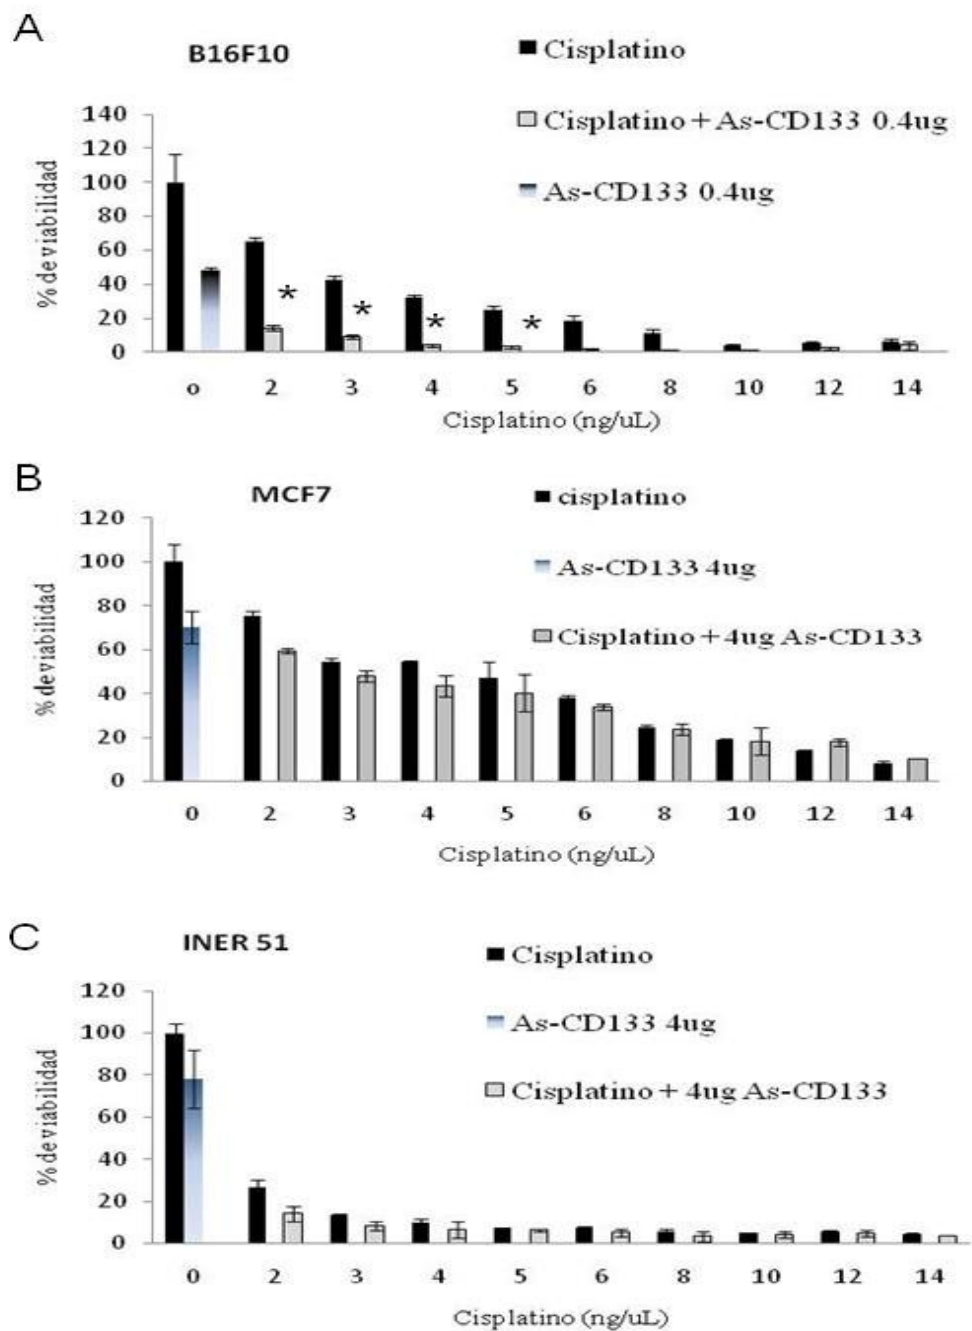 A
B16F10
Cisplatino
Cisplatino + As-CD133 0.4ug
As-CD133 0.4ug
% de viabilidad
140
120
100
80
60
40
20
0
* * * *
o 2 3 4 5 6 8 10 12 14
Cisplatino (ng/uL)
B
MCF7
cisplatino
As-CD133 4ug
Cisplatino + 4ug As-CD133
% de viabilidad
120
100
80
60
40
20
0
0 2 3 4 5 6 8 10 12 14
Cisplatino (ng/uL)
C
INER 51
Cisplatino
As-CD133 4ug
Cisplatino + 4ug As-CD133
% de viabilidad
120
100
80
60
40
20
0
0 2 3 4 5 6 8 10 12 14
Cisplatino (ng/uL)